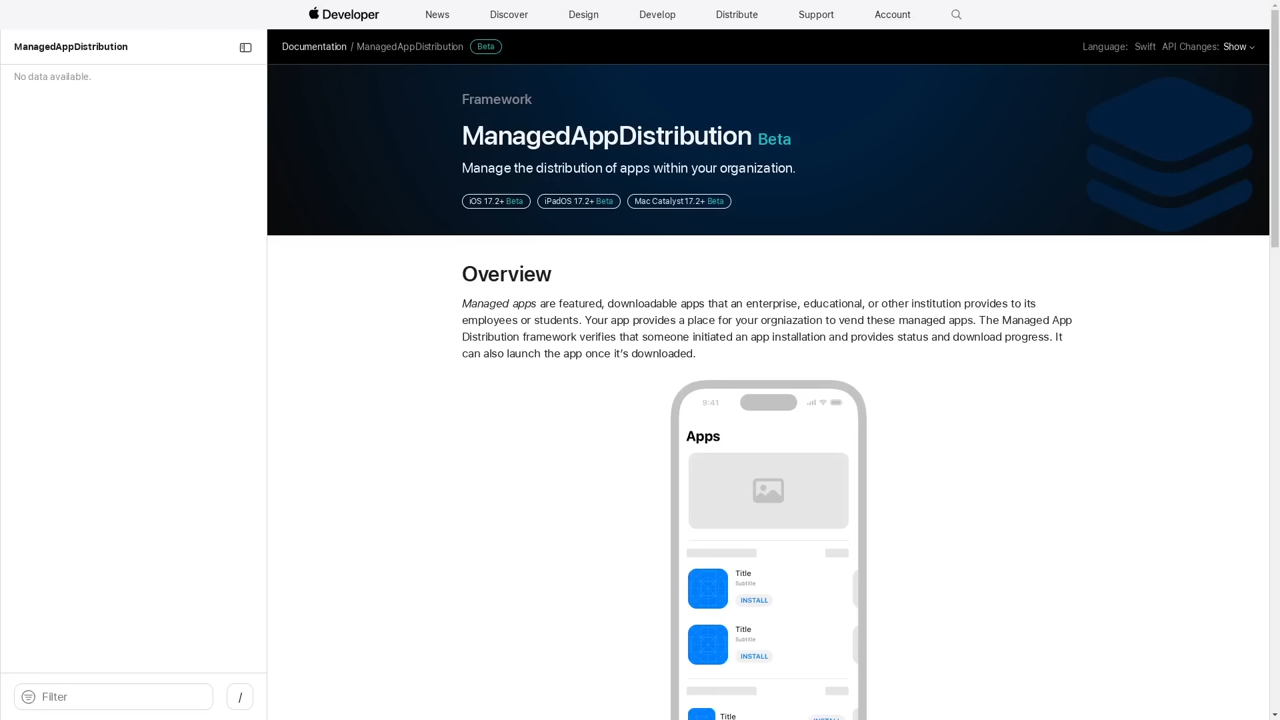 Developer
News
Discover
Design
Develop
Distribute
Support
Account
ManagedAppDistribution
No data available.
Filter
/
Documentation / ManagedAppDistribution Beta
Language: Swift API Changes: Show
Framework
ManagedAppDistribution Beta
Manage the distribution of apps within your organization.
iOS 17.2+ Beta
iPadOS 17.2+ Beta
Mac Catalyst 17.2+ Beta
Overview
Managed apps are featured, downloadable apps that an enterprise, educational, or other institution provides to its
employees or students. Your app provides a place for your orgniazation to vend these managed apps. The Managed App
Distribution framework verifies that someone initiated an app installation and provides status and download progress. It
can also launch the app once it’s downloaded.
9:41
Apps
Title
Subtitle
INSTALL
Title
Subtitle
INSTALL
Title
INSTALL